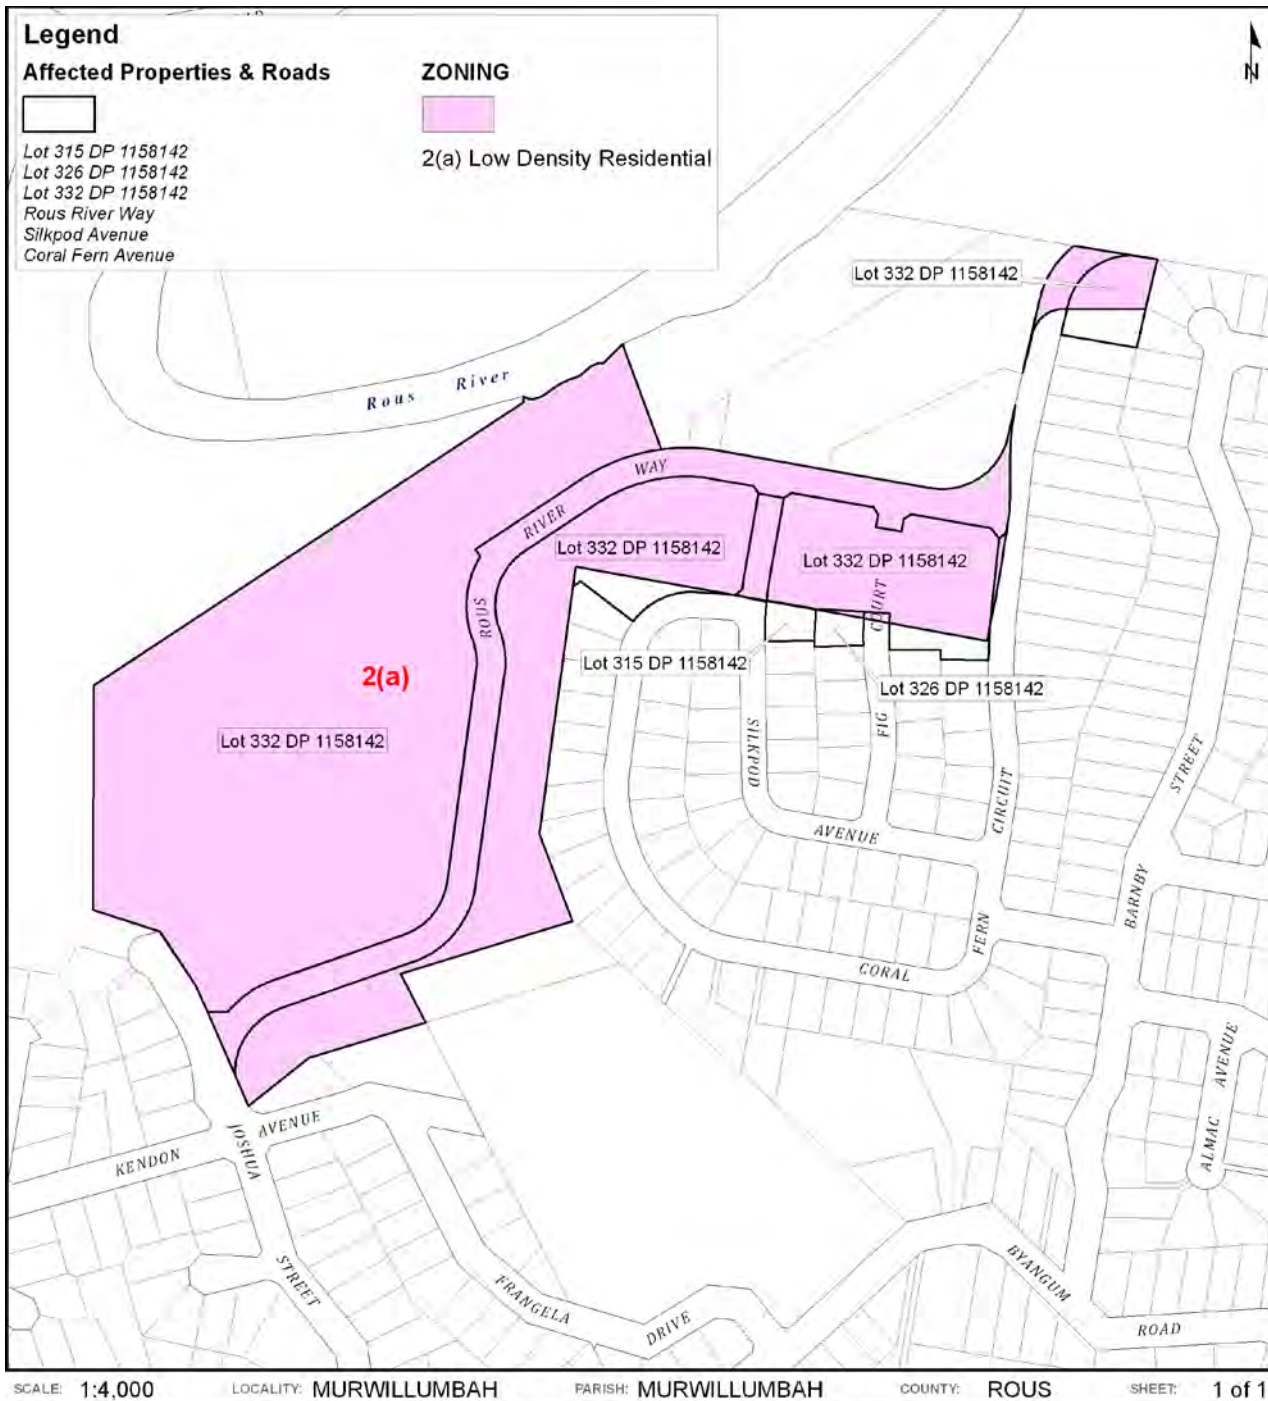 Legend
Affected Properties & Roads
Lot 315 DP 1158142
Lot 326 DP 1158142
Lot 332 DP 1158142
Rous River Way
Silkpod Avenue
Coral Fern Avenue
ZONING
2(a) Low Density Residential
N
Lot 332 DP 1158142
Rous River
WAY
RIVER
ROUS
Lot 332 DP 1158142
Lot 332 DP 1158142
COURT
FIG
Lot 315 DP 1158142
Lot 326 DP 1158142
2(a)
Lot 332 DP 1158142
SILKPOD
AVENUE
CIRCUIT
FERN
CORAL
STREET
BARNBY
ALMAC AVENUE
KENDON
AVENUE
JOSHUA
STREET
FRANGELA
DRIVE
BYANGUM
ROAD
SCALE: 1:4,000 LOCALITY: MURWILLUMBAH PARISH: MURWILLUMBAH COUNTY: ROUS SHEET: 1 of 1